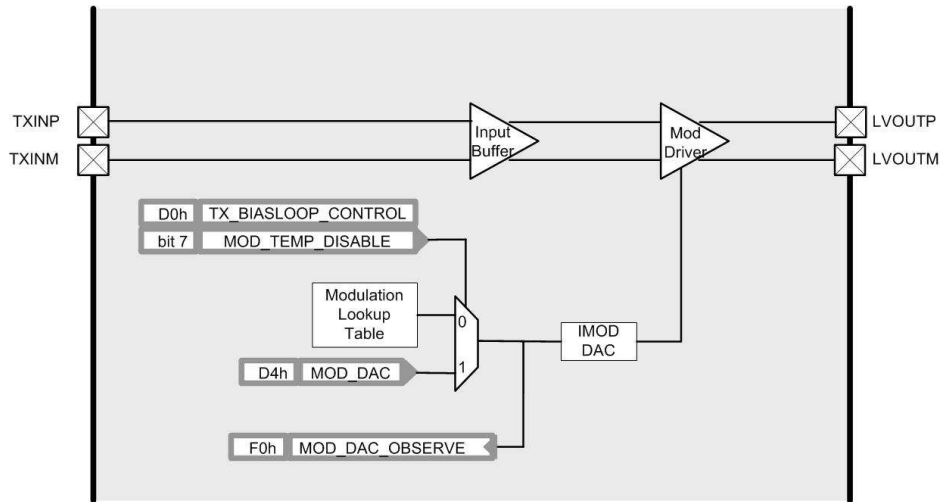 TXINP
Input
Buffer
Mod
Driver
LVOUTP
TXINM
LVOUTM
D0h TX_BIASLOOP_CONTROL
bit 7 MOD_TEMP_DISABLE
Modulation
Lookup
Table
0
IMOD
DAC
D4h MOD_DAC
1
F0h MOD_DAC_OBSERVE